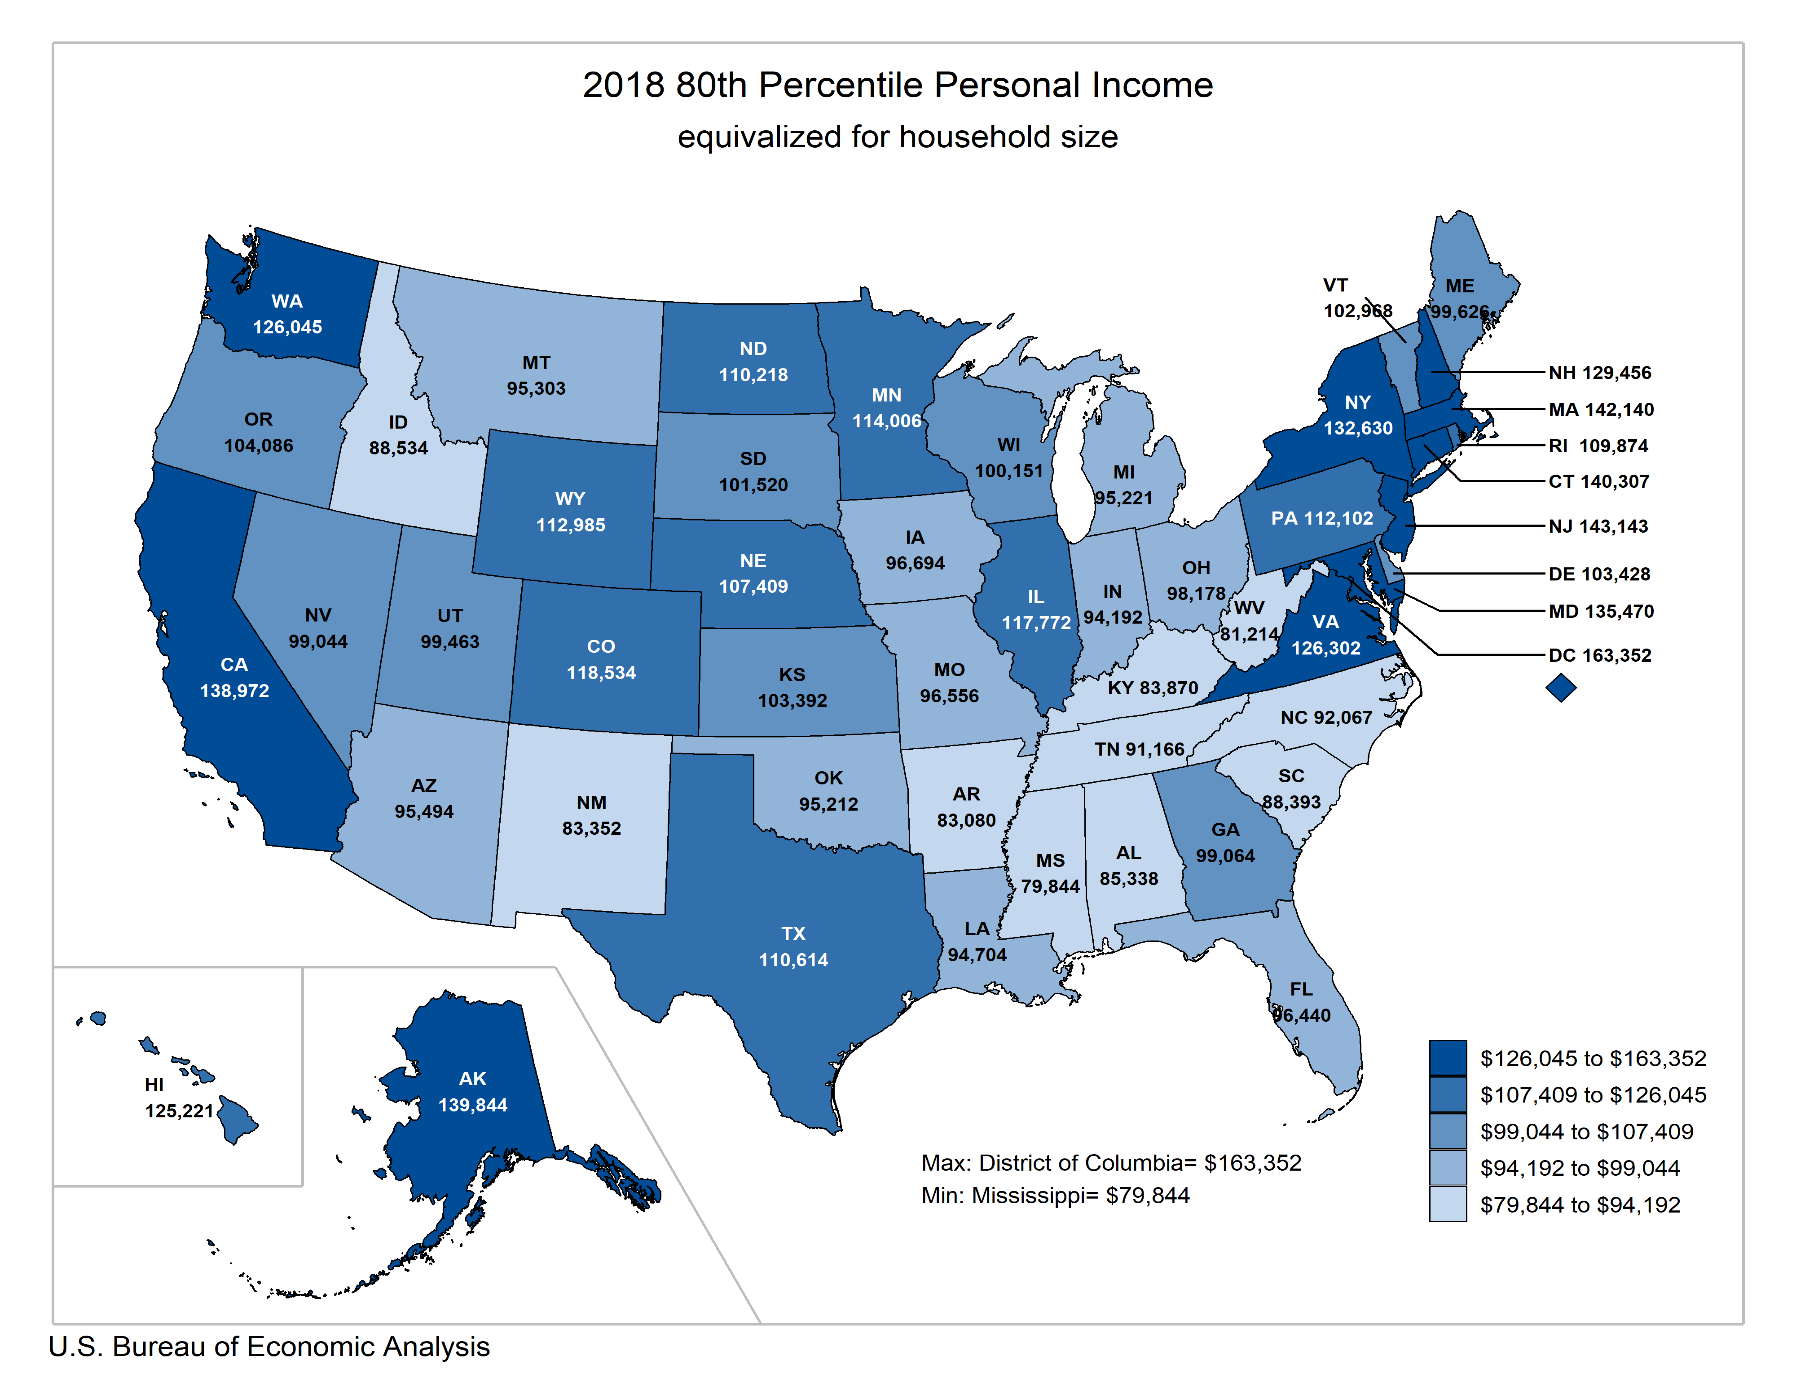 2018 80th Percentile Personal Income
equivalized for household size
WA
126,045
MT
95,303
ND
110,218
MN
114,006
VT
102,968
ME
99,626
OR
104,086
ID
88,534
SD
101,520
WI
100,151
MI
95,221
NY
132,630
NH 129,456
MA 142,140
RI 109,874
CT 140,307
WY
112,985
IA
96,694
PA 112,102
NJ 143,143
NE
107,409
OH
98,178
DE 103,428
NV
99,044
UT
99,463
IL
117,772
IN
94,192
WV
81,214
VA
126,302
MD 135,470
DC 163,352
CA
138,972
CO
118,534
KS
103,392
MO
96,556
KY 83,870
NC 92,067
TN 91,166
AZ
95,494
NM
83,352
OK
95,212
AR
83,080
SC
88,393
GA
99,064
MS
79,844
AL
85,338
TX
110,614
LA
94,704
FL
96,440
HI
125,221
AK
139,844
$126,045 to $163,352
$107,409 to $126,045
$99,044 to $107,409
$94,192 to $99,044
$79,844 to $94,192
Max: District of Columbia= $163,352
Min: Mississippi= $79,844
U.S. Bureau of Economic Analysis